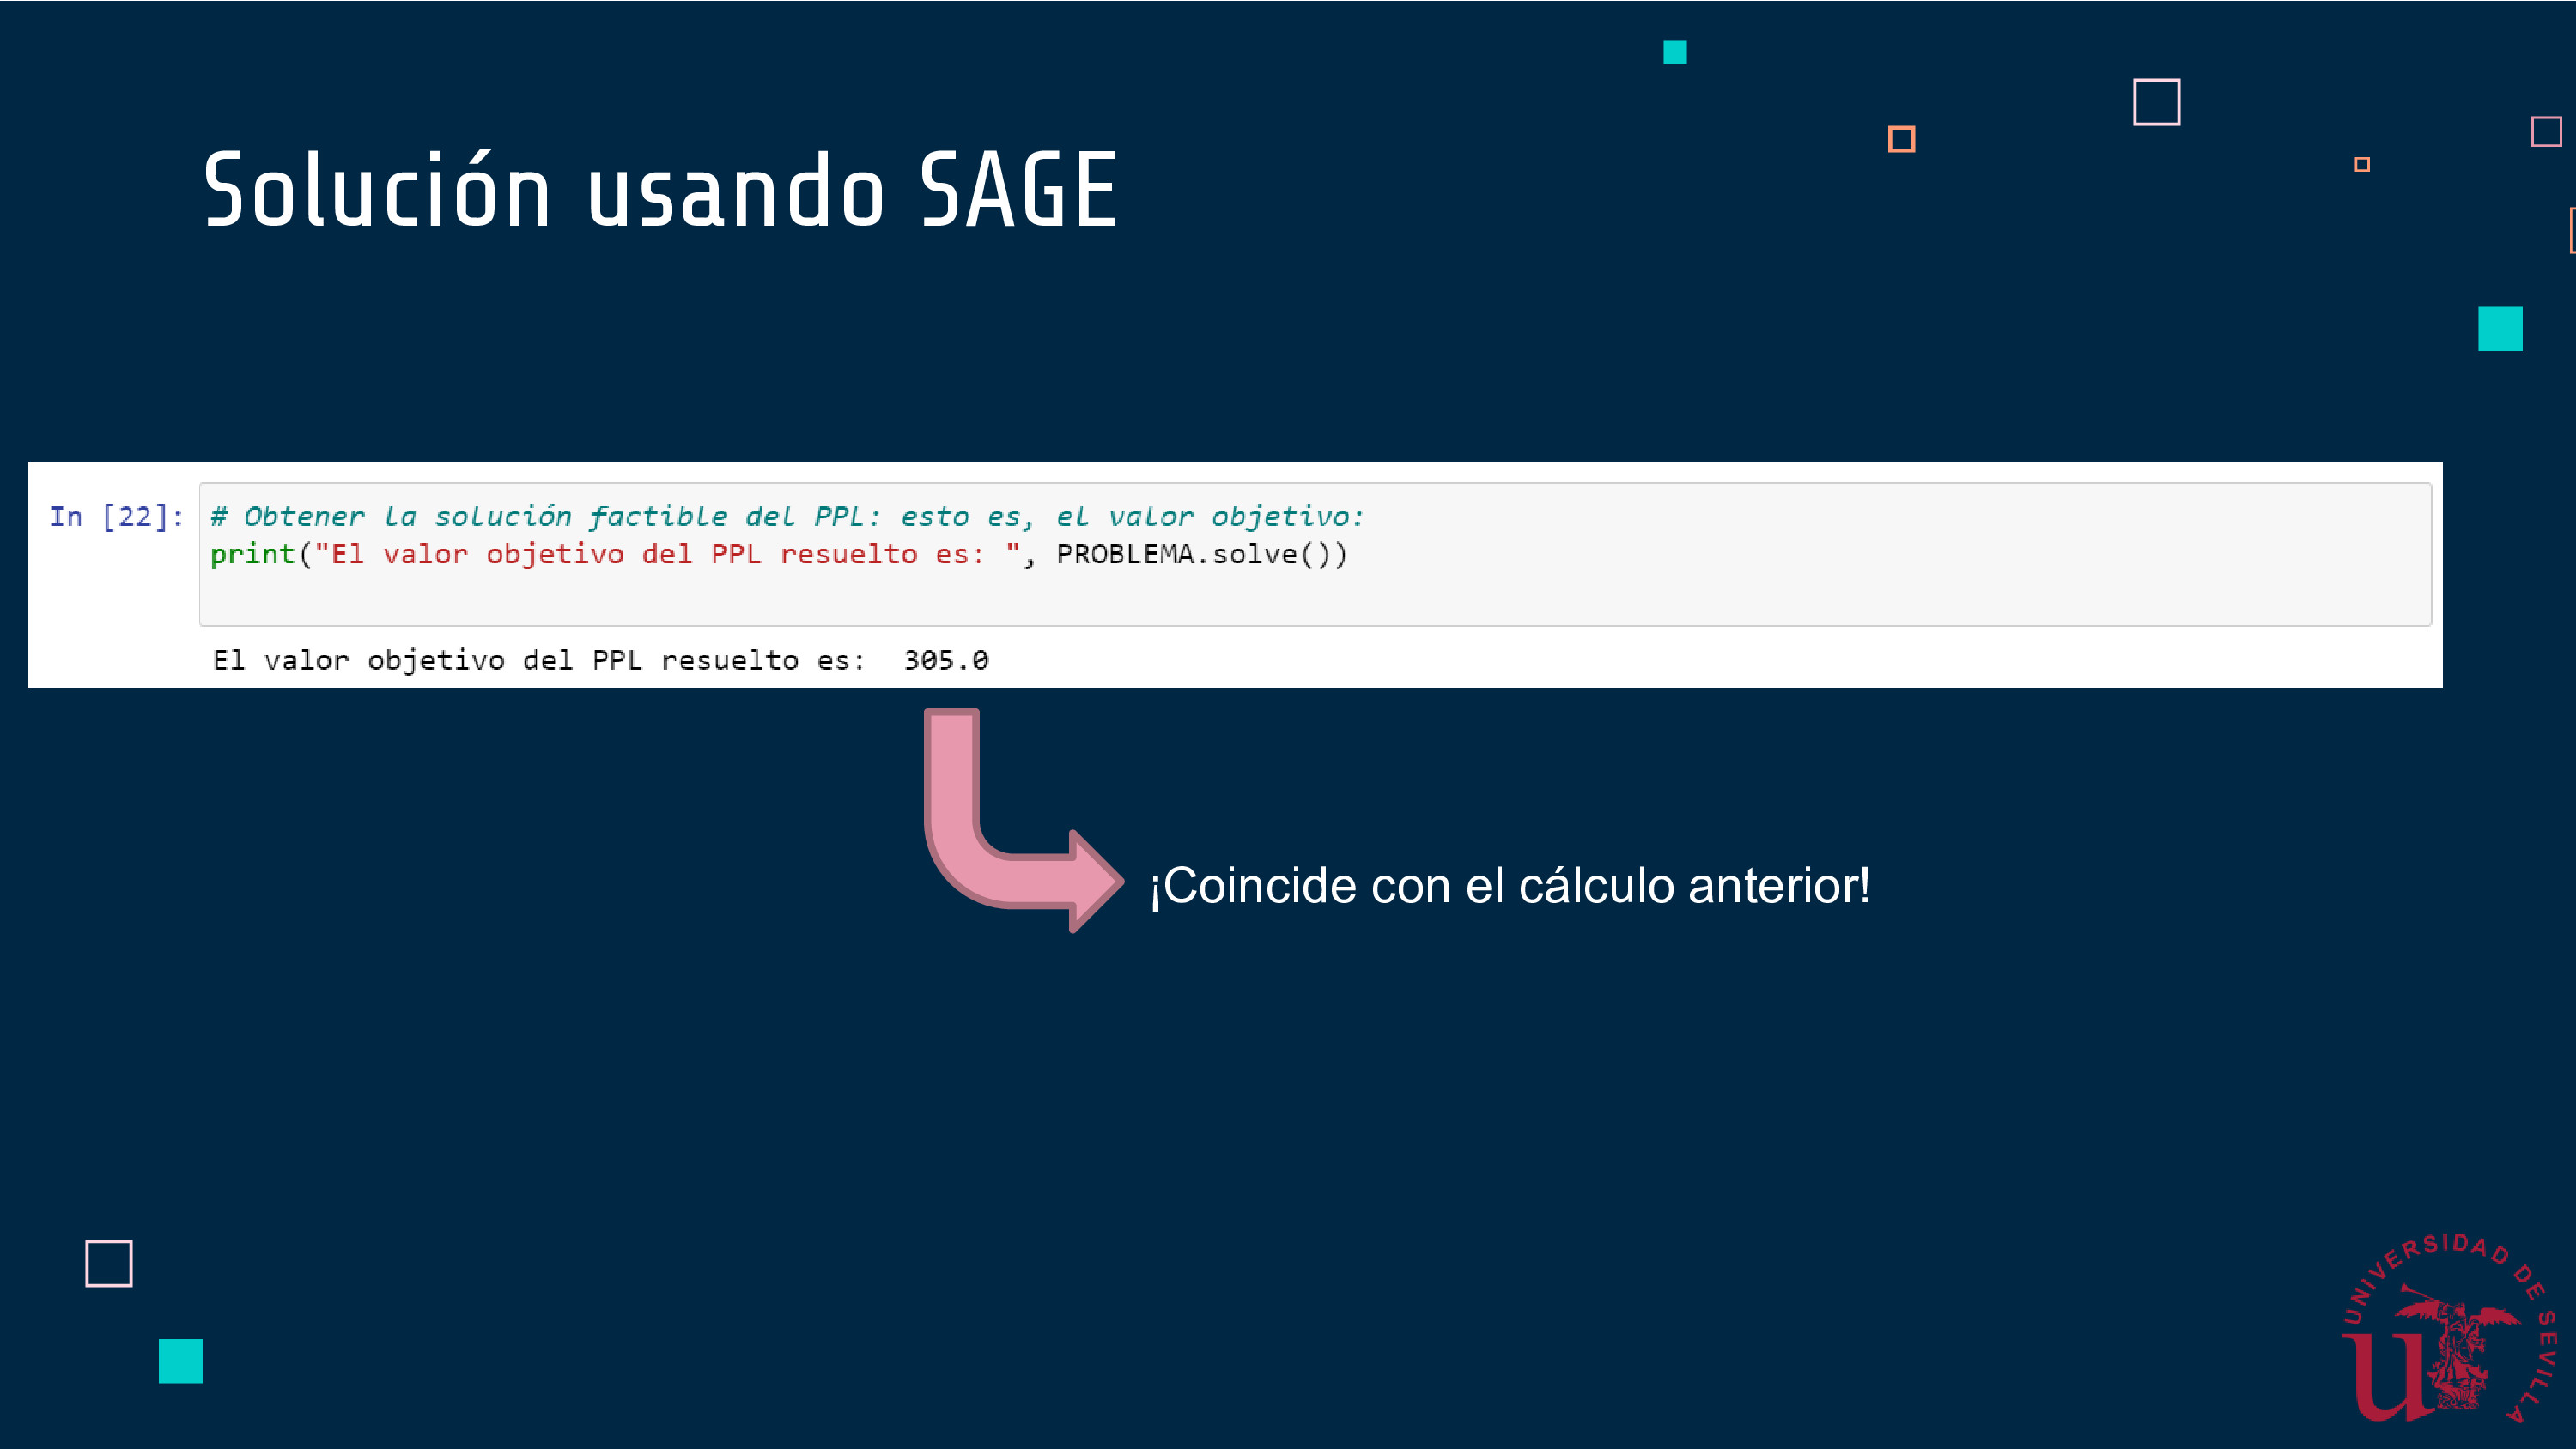 Solución usando SAGE
In [22]: # Obtener la solución factible del PPL: esto es, el valor objetivo:
print("El valor objetivo del PPL resuelto es: ", PROBLEMA.solve())
El valor objetivo del PPL resuelto es:  305.0
¡Coincide con el cálculo anterior!
UNIVERSIDAD DE SEVILLA
u